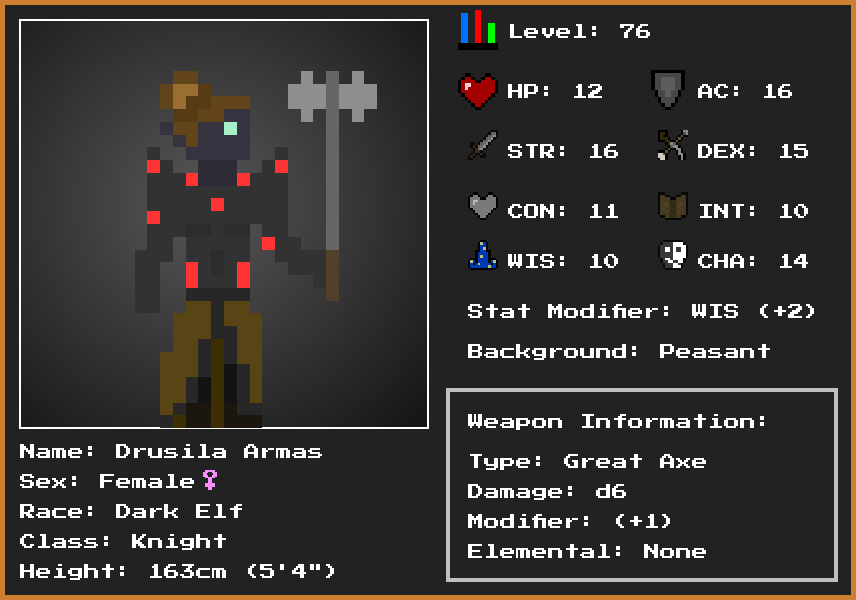 Level: 76
HP: 12
AC: 16
STR: 16
DEX: 15
CON: 11
INT: 10
WIS: 10
CHA: 14
Stat Modifier: WIS (+2)
Background: Peasant
Weapon Information:
Type: Great Axe
Damage: d6
Modifier: (+1)
Elemental: None
Name: Drusila Armas
Sex: Female♀
Race: Dark Elf
Class: Knight
Height: 163cm (5'4")